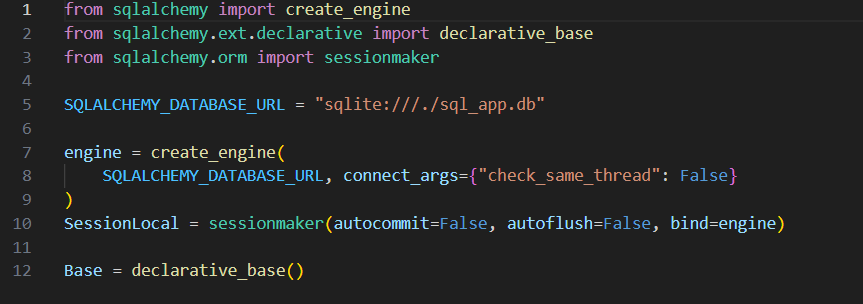 1 from sqlalchemy import create_engine
2 from sqlalchemy.ext.declarative import declarative_base
3 from sqlalchemy.orm import sessionmaker
4
5 SQLALCHEMY_DATABASE_URL = "sqlite:///./sql_app.db"
6
7 engine = create_engine(
8     SQLALCHEMY_DATABASE_URL, connect_args={"check_same_thread": False}
9 )
10 SessionLocal = sessionmaker(autocommit=False, autoflush=False, bind=engine)
11
12 Base = declarative_base()